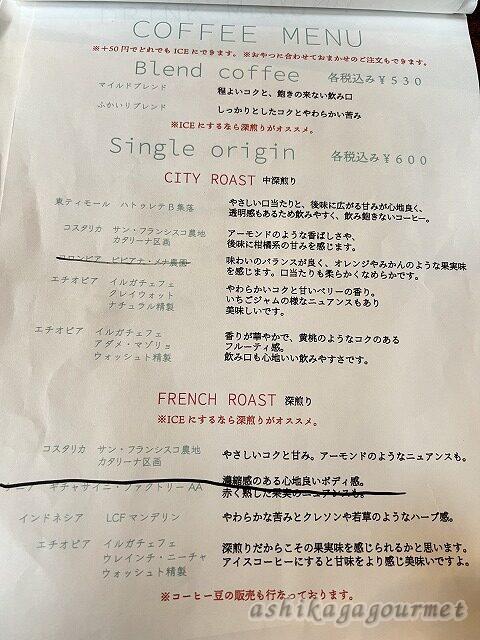 COFFEE MENU
※+50円でどれでもICEにできます。 ※おやつに合わせておまかせのご注文もできます。
Blend coffee 各税込み￥530
マイルドブレンド 程よいコクと、飽きの来ない飲み口
ふかいりブレンド しっかりとしたコクとやわらかい苦み
※ICEにするなら深煎りがオススメ。
Single origin 各税込み￥600
CITY ROAST 中深煎り
東ティモール ハトゥレテB集落 やさしい口当たりと、後味に広がる甘みが心地良く、
透明感もあるため飲みやすく、飲み飽きないコーヒー。
コスタリカ サン・フランシスコ農地 アーモンドのような香ばしさや、
カタリーナ区画 後味に柑橘系の甘みを感じます。
コロンビア ビビアナ・メナ農園 味わいのバランスが良く、オレンジやみかんのような果実味
を感じます。口当たりも柔らかくなめらかです。
エチオピア イルガチェフェ やわらかいコクと甘いベリーの香り。
クレイウォット いちごジャムの様なニュアンスもあり
ナチュラル精製 美味しいです。
エチオピア イルガチェフェ 香りが華やかで、黄桃のようなコクのある
アダメ・マゾリョ フルーティ感。
ウォッシュト精製 飲み口も心地いい飲みやすさです。
FRENCH ROAST 深煎り
※ICEにするなら深煎りがオススメ。
コスタリカ サン・フランシスコ農地 やさしいコクと甘み。アーモンドのようなニュアンスも。
カタリーナ区画
濃縮感のある心地良いボディ感。
ギチャサイニ・ファクトリーAA 赤く熟した果実のニュアンスも。
インドネシア LCFマンデリン やわらかな苦みとクレソンや若草のようなハーブ感。
エチオピア イルガチェフェ 深煎りだからこその果実味を感じられるかと思います。
ウレインチ・ニーチャ アイスコーヒーにすると甘味をより感じ美味いですよ。
ウォッシュト精製
※コーヒー豆の販売も行なっております。
ashikagagourmet